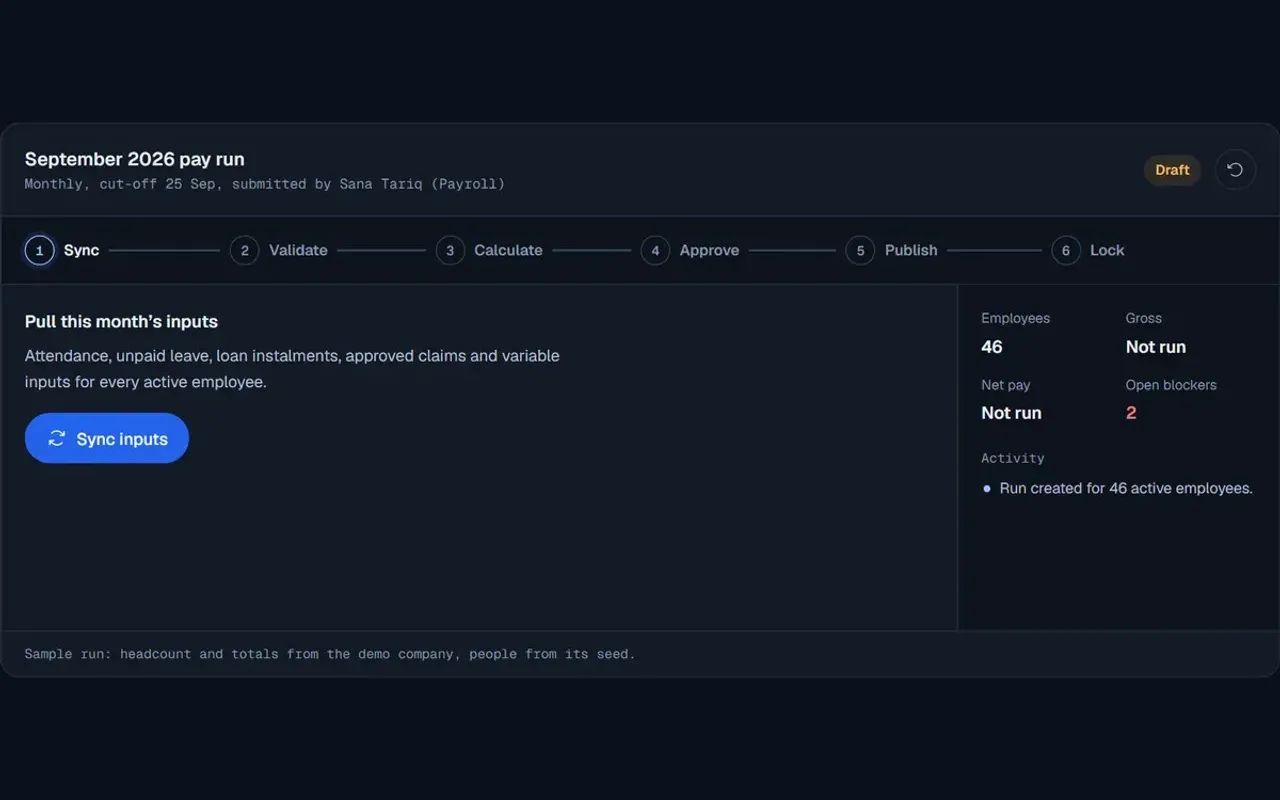 September 2026 pay run
Monthly, cut-off 25 Sep, submitted by Sana Tariq (Payroll)
Draft
1 Sync 2 Validate 3 Calculate 4 Approve 5 Publish 6 Lock
Pull this month’s inputs
Attendance, unpaid leave, loan instalments, approved claims and variable
inputs for every active employee.
Sync inputs
Employees Gross
46 Not run
Net pay Open blockers
Not run 2
Activity
Run created for 46 active employees.
Sample run: headcount and totals from the demo company, people from its seed.